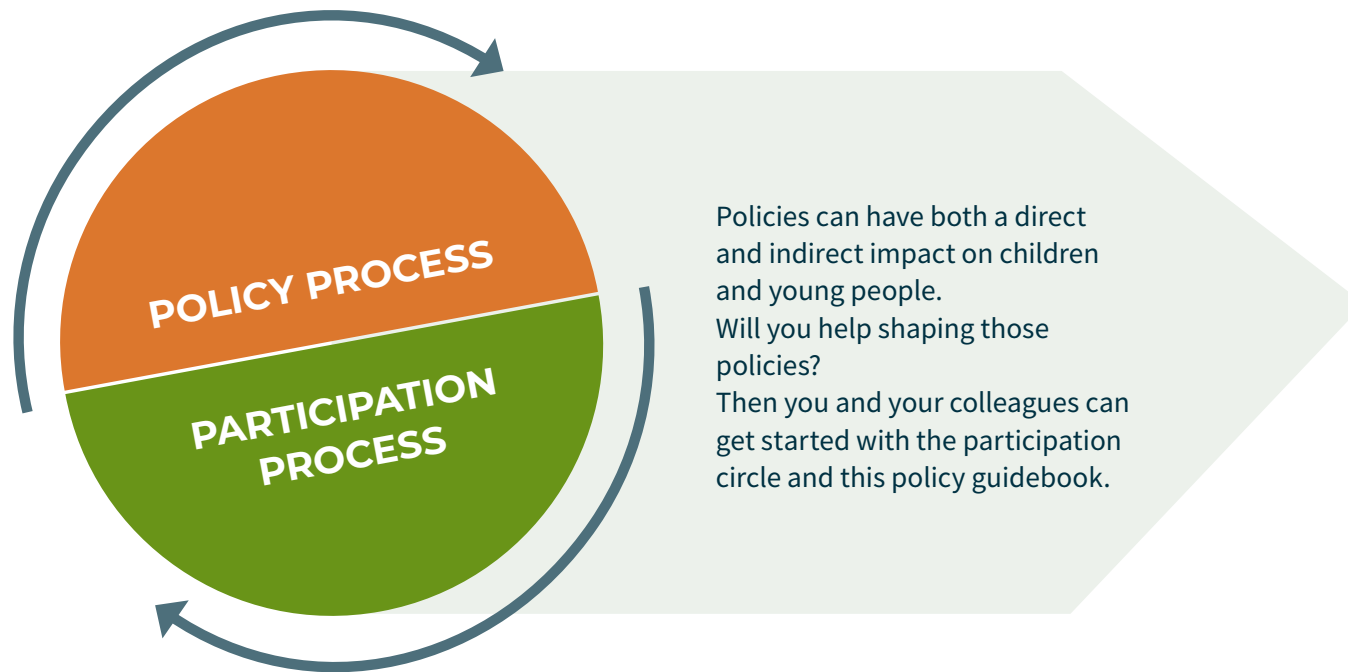 POLICY PROCESS
PARTICIPATION
PROCESS
Policies can have both a direct
and indirect impact on children
and young people.
Will you help shaping those
policies?
Then you and your colleagues can
get started with the participation
circle and this policy guidebook.